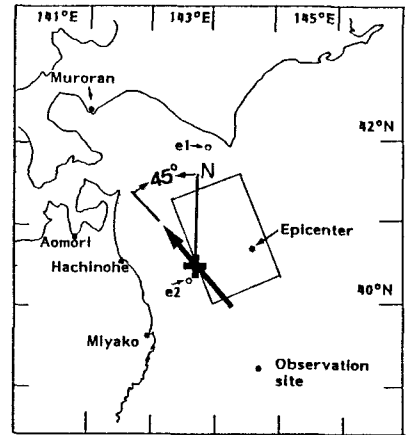 141°E 143°E 145°E
Muroran
42°N
e1→
45°
N
Epicenter
Aomori
Hachinohe
e2→
40°N
Miyako
Observation
site